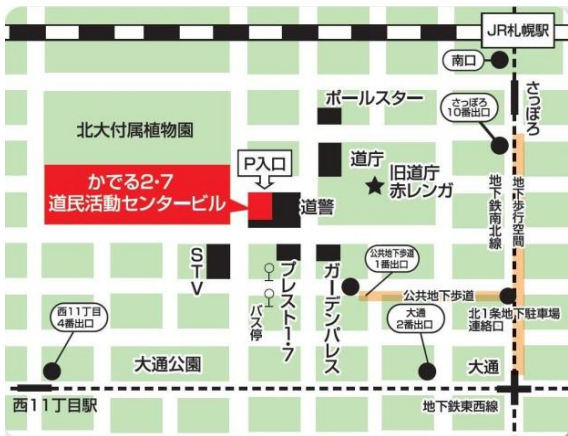 JR札幌駅
南口
さっぽろ
ポールスター
さっぽろ
10番出口
北大付属植物園
P入口
道庁
旧道庁
赤レンガ
地下鉄南北線
地下歩行空間
かでる2・7
道民活動センタービル
道警
STV
プレスト1・7
ガーデンパレス
公共地下歩道
1番出口
公共地下歩道
バス停
北1条地下駐車場
連絡口
西11丁目
4番出口
大通
2番出口
大通公園
大通
西11丁目駅
地下鉄東西線